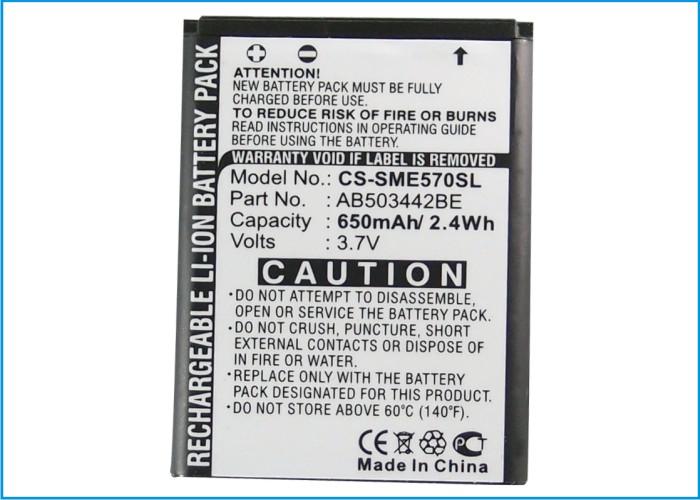 RECHARGEABLE LI-ION BATTERY PACK
ATTENTION!
NEW BATTERY PACK MUST BE FULLY
CHARGED BEFORE USE.
TO REDUCE RISK OF FIRE OR BURNS
READ INSTRUCTIONS IN OPERATING GUIDE
BEFORE USING BATTERY.
WARRANTY VOID IF LABEL IS REMOVED
Model No.: CS-SME570SL
Part No.: AB503442BE
Capacity: 650mAh/ 2.4Wh
Volts: 3.7V
CAUTION
•DO NOT ATTEMPT TO DISASSEMBLE,
OPEN OR SERVICE THE BATTERY PACK.
•DO NOT CRUSH, PUNCTURE, SHORT
EXTERNAL CONTACTS OR DISPOSE OF
IN FIRE OR WATER.
•REPLACE ONLY WITH THE BATTERY
PACK DESIGNATED FOR THIS PRODUCT.
•DO NOT STORE ABOVE 60°C (140°F).
CE
Made In China